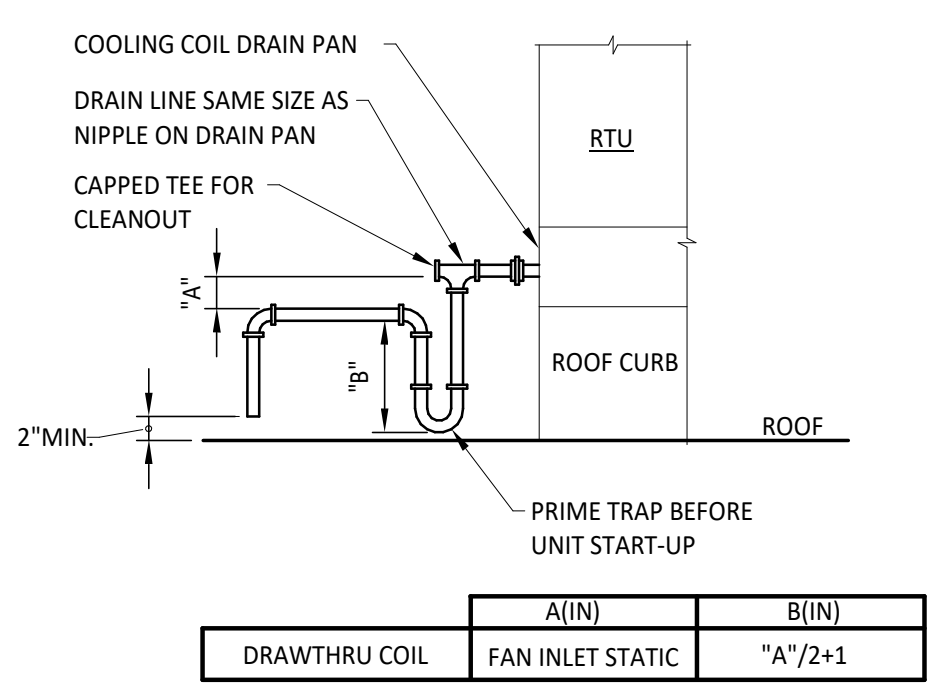 COOLING COIL DRAIN PAN
DRAIN LINE SAME SIZE AS
NIPPLE ON DRAIN PAN
RTU
CAPPED TEE FOR
CLEANOUT
"A"
"B"
ROOF CURB
2"MIN.
ROOF
PRIME TRAP BEFORE
UNIT START-UP
A(IN) B(IN)
DRAWTHRU COIL FAN INLET STATIC "A"/2+1